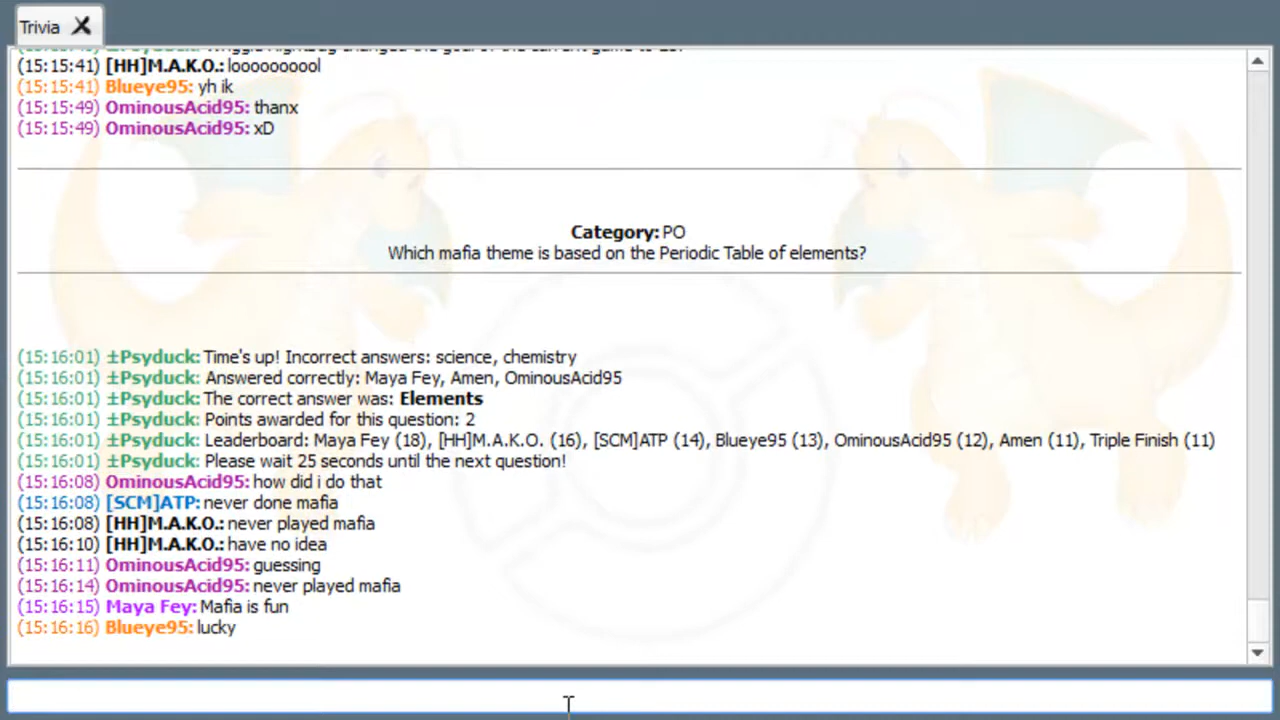 Trivia X
(15:15:41) [HH]M.A.K.O.: loooooooool
(15:15:41) Blueye95: yh ik
(15:15:49) OminousAcid95: thanx
(15:15:49) OminousAcid95: xD
Category: PO
Which mafia theme is based on the Periodic Table of elements?
(15:16:01) ±Psyduck: Time's up! Incorrect answers: science, chemistry
(15:16:01) ±Psyduck: Answered correctly: Maya Fey, Amen, OminousAcid95
(15:16:01) ±Psyduck: The correct answer was: Elements
(15:16:01) ±Psyduck: Points awarded for this question: 2
(15:16:01) ±Psyduck: Leaderboard: Maya Fey (18), [HH]M.A.K.O. (16), [SCM]ATP (14), Blueye95 (13), OminousAcid95 (12), Amen (11), Triple Finish (11)
(15:16:01) ±Psyduck: Please wait 25 seconds until the next question!
(15:16:08) OminousAcid95: how did i do that
(15:16:08) [SCM]ATP: never done mafia
(15:16:08) [HH]M.A.K.O.: never played mafia
(15:16:10) [HH]M.A.K.O.: have no idea
(15:16:11) OminousAcid95: guessing
(15:16:14) OminousAcid95: never played mafia
(15:16:15) Maya Fey: Mafia is fun
(15:16:16) Blueye95: lucky